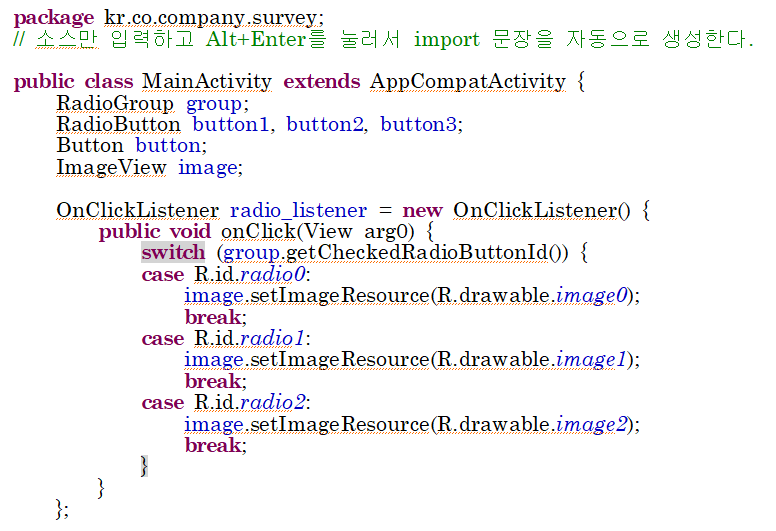 package kr.co.company.survey;
// 소스만 입력하고 Alt+Enter를 눌러서 import 문장을 자동으로 생성한다.
public class MainActivity extends AppCompatActivity {
RadioGroup group;
RadioButton button1, button2, button3;
Button button;
ImageView image;
OnClickListener radio_listener = new OnClickListener() {
public void onClick(View arg0) {
switch (group.getCheckedRadioButtonId()) {
case R.id.radio0:
image.setImageResource(R.drawable.image0);
break;
case R.id.radio1:
image.setImageResource(R.drawable.image1);
break;
case R.id.radio2:
image.setImageResource(R.drawable.image2);
break;
}
}
};